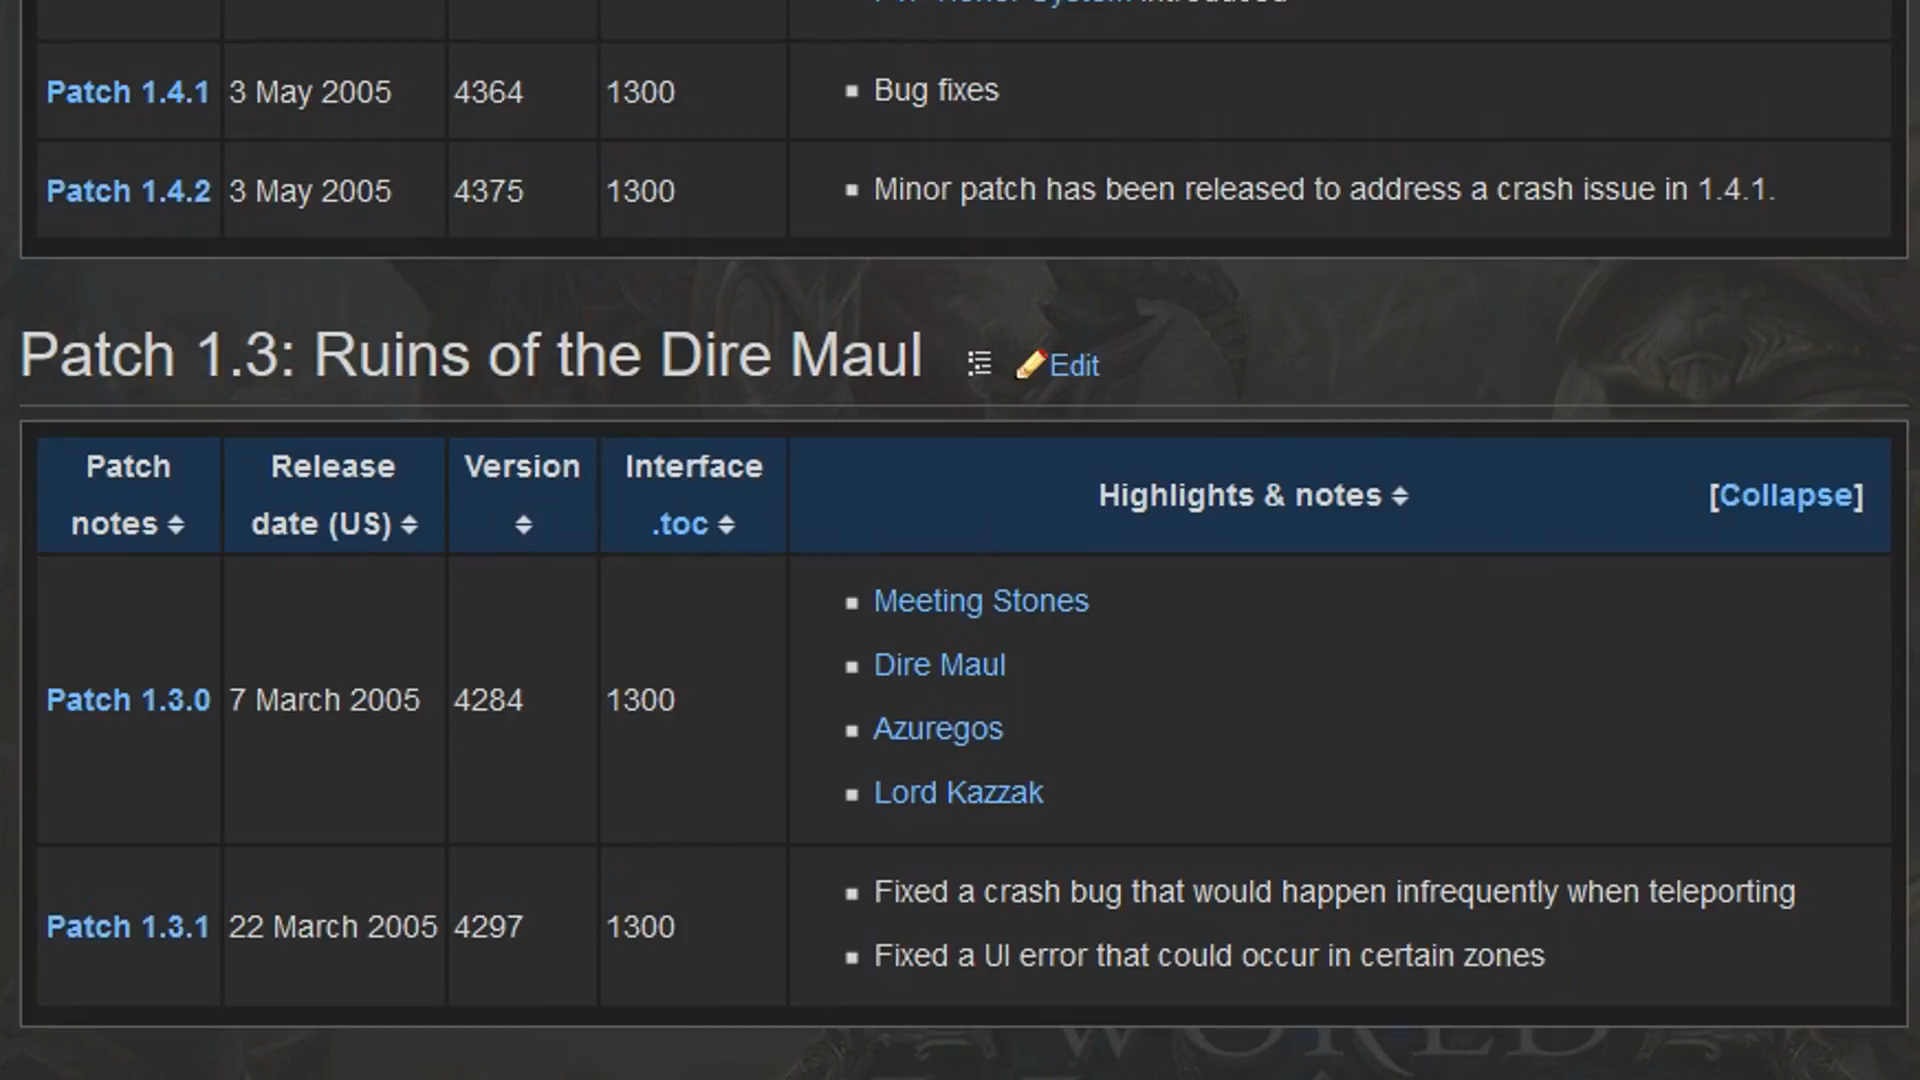 Patch 1.4.1 3 May 2005 4364 1300 Bug fixes
Patch 1.4.2 3 May 2005 4375 1300 Minor patch has been released to address a crash issue in 1.4.1.
Patch 1.3: Ruins of the Dire Maul Edit
Patch notes Release date (US) Version Interface .toc Highlights & notes [Collapse]
Patch 1.3.0 7 March 2005 4284 1300
Meeting Stones
Dire Maul
Azuregos
Lord Kazzak
Patch 1.3.1 22 March 2005 4297 1300
Fixed a crash bug that would happen infrequently when teleporting
Fixed a UI error that could occur in certain zones
WORLD